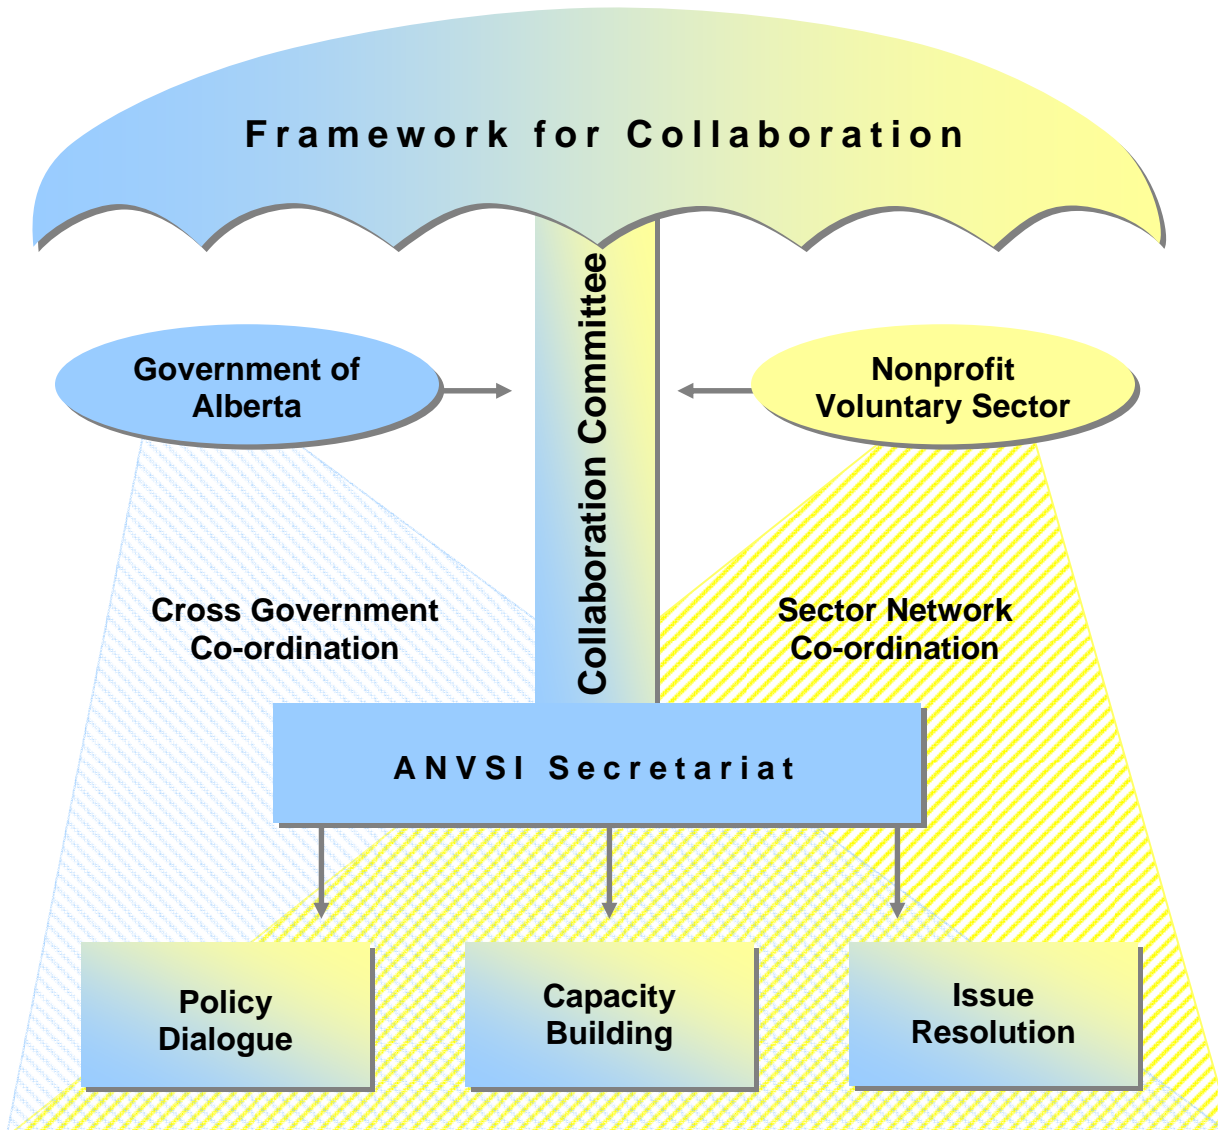 Framework for Collaboration
Collaboration Committee
Government of
Alberta
Nonprofit
Voluntary Sector
Cross Government
Co-ordination
Sector Network
Co-ordination
ANVSI Secretariat
Policy
Dialogue
Capacity
Building
Issue
Resolution